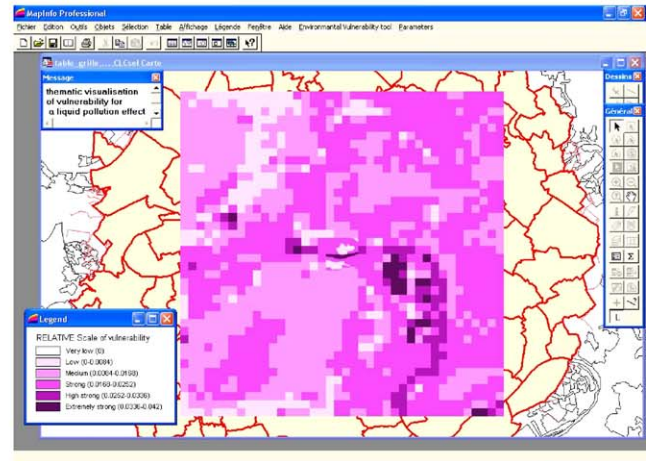 MapInfo Professional
Fichier Edition Outils Objets Sélection Table Affichage Légende Fenêtre Aide Environmantal Vulnerability tool Parameters
table_grille....CLCsel Carte
Message
thematic visualisation
of vulnerability for
a liquid pollution effect
Dessins
Général
Σ
L
Legend
RELATIVE Scale of vulnerability
Very low (0)
Low (0-0.0084)
Medium (0.0084-0.0168)
Strong (0.0168-0.0252)
High strong (0.0252-0.0336)
Extremely strong (0.0336-0.042)